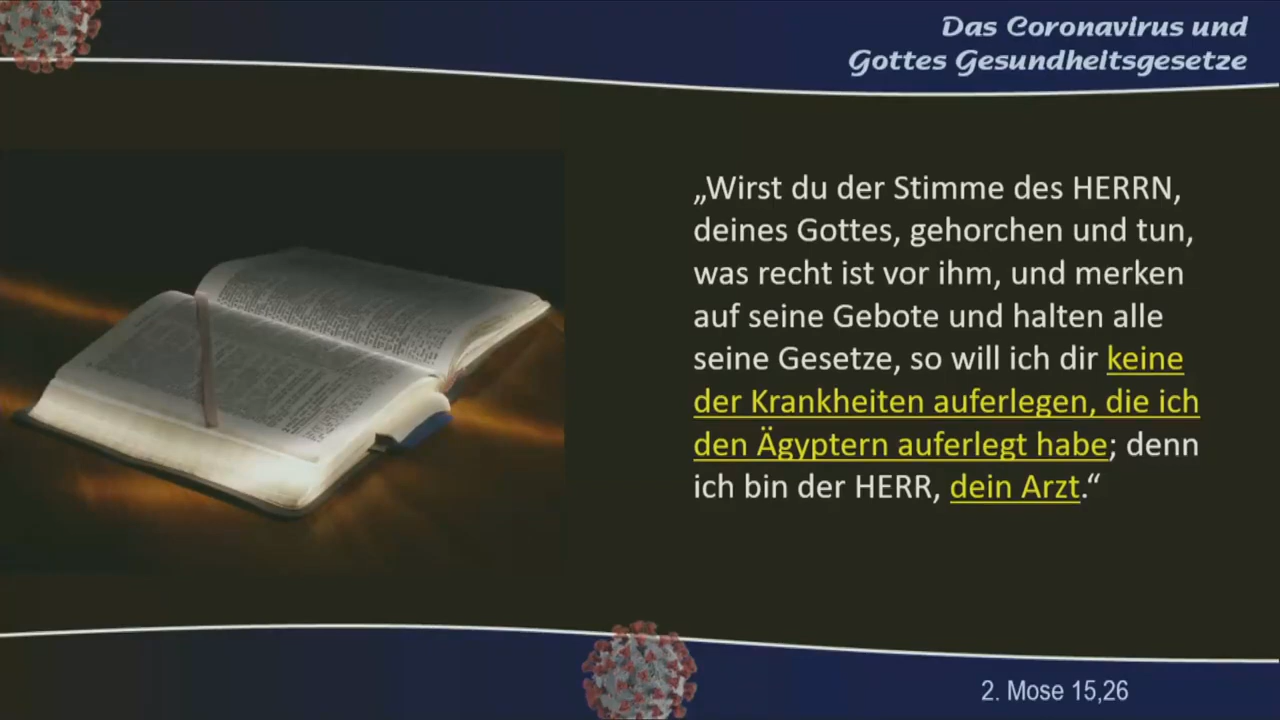 Das Coronavirus und
Gottes Gesundheitsgesetze
„Wirst du der Stimme des HERRN,
deines Gottes, gehorchen und tun,
was recht ist vor ihm, und merken
auf seine Gebote und halten alle
seine Gesetze, so will ich dir keine
der Krankheiten auferlegen, die ich
den Ägyptern auferlegt habe; denn
ich bin der HERR, dein Arzt.“
2. Mose 15,26